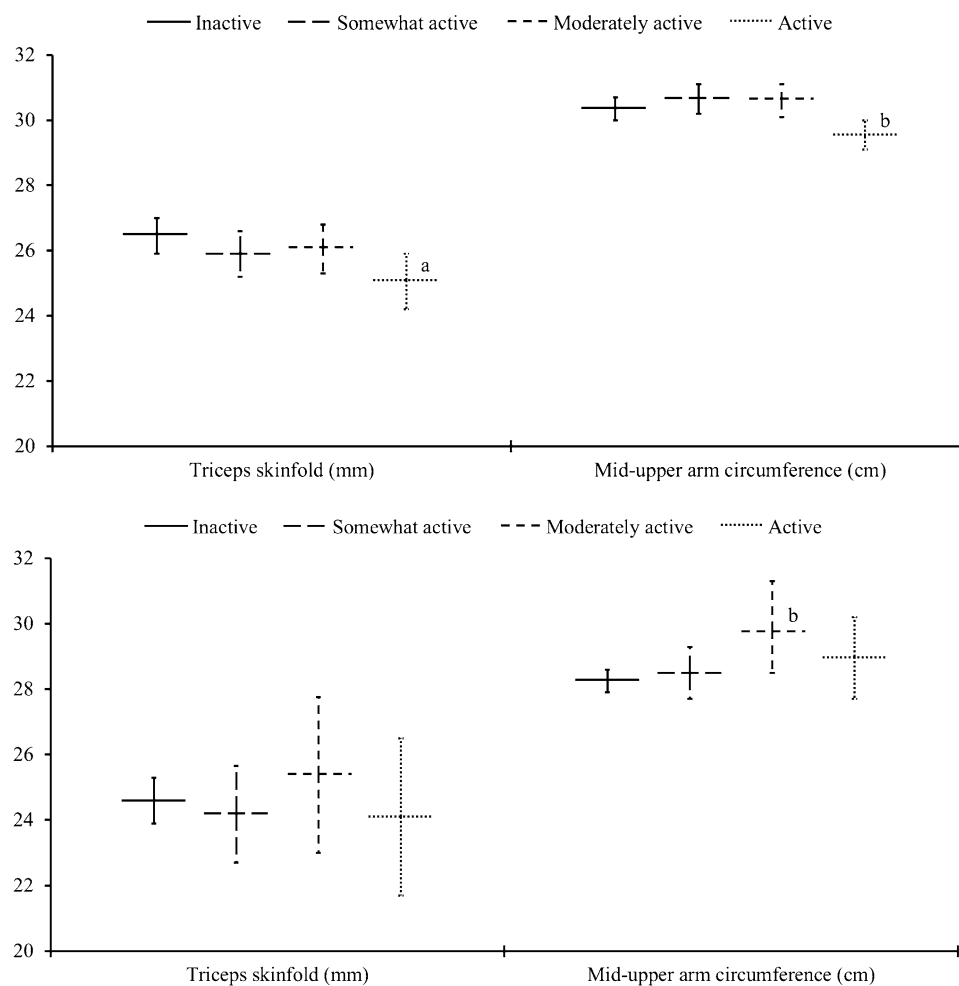 Inactive Somewhat active Moderately active Active
32
30
b
28
26
a
24
22
20
Triceps skinfold (mm) Mid-upper arm circumference (cm)
Inactive Somewhat active Moderately active Active
32
30
b
28
26
24
22
20
Triceps skinfold (mm) Mid-upper arm circumference (cm)